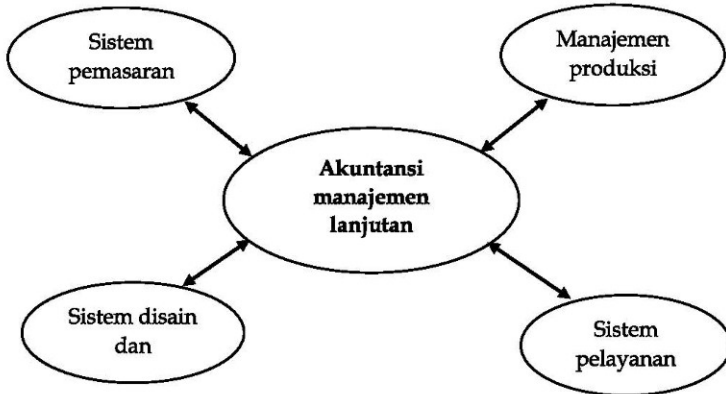 Sistem
pemasaran
Manajemen
produksi
Akuntansi
manajemen
lanjutan
Sistem disain
dan
Sistem
pelayanan